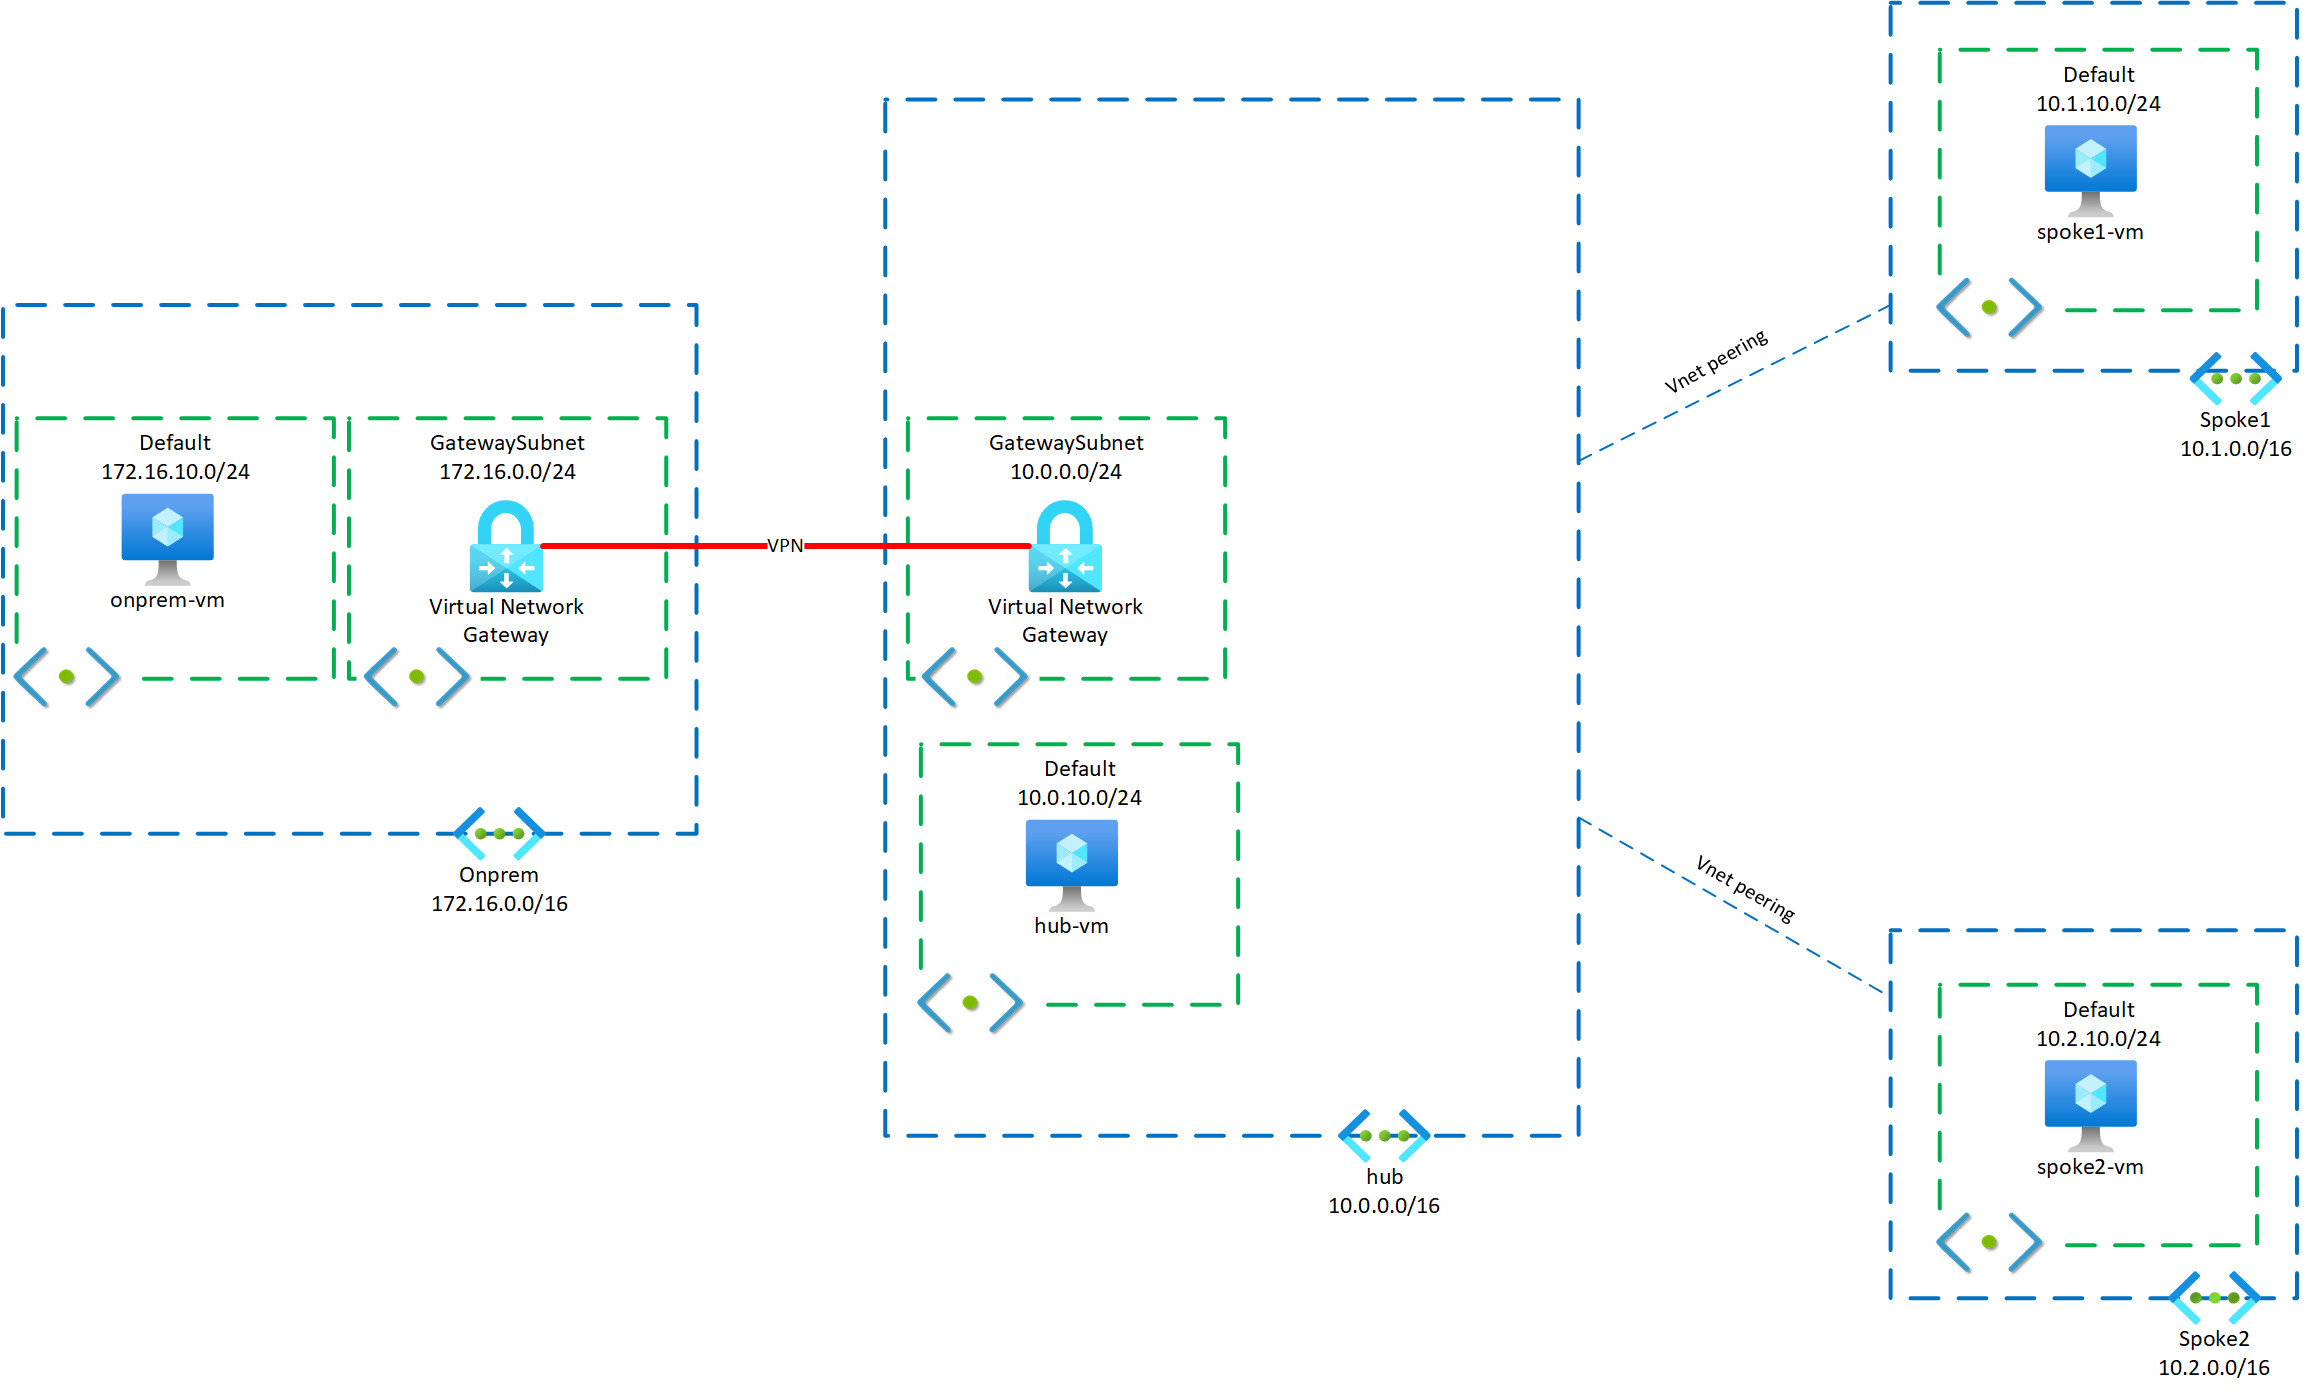 Default
172.16.10.0/24
onprem-vm
GatewaySubnet
172.16.0.0/24
Virtual Network
Gateway
Onprem
172.16.0.0/16
VPN
GatewaySubnet
10.0.0.0/24
Virtual Network
Gateway
Default
10.0.10.0/24
hub-vm
hub
10.0.0.0/16
Vnet peering
Vnet peering
Default
10.1.10.0/24
spoke1-vm
Spoke1
10.1.0.0/16
Default
10.2.10.0/24
spoke2-vm
Spoke2
10.2.0.0/16